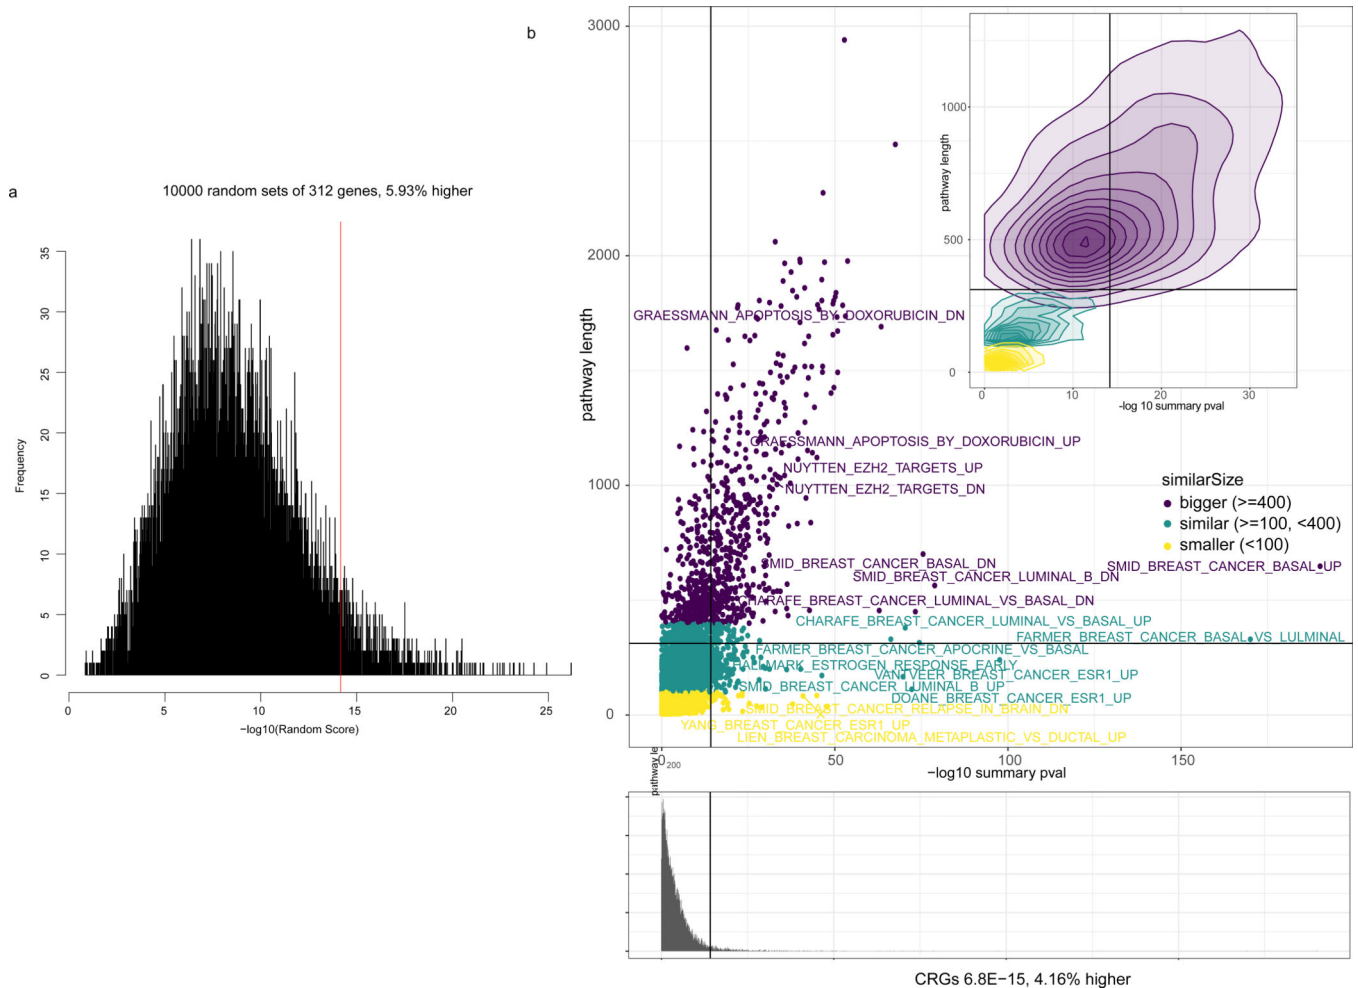 a
10000 random sets of 312 genes, 5.93% higher
Frequency
35
30
25
20
15
10
5
0
0
5
10
15
20
25
−log10(Random Score)
b
pathway length
3000
2000
1000
0
GRAESSMANN_APOPTOSIS_BY_DOXORUBICIN_DN
GRAESSMANN_APOPTOSIS_BY_DOXORUBICIN_UP
NUYTTEN_EZH2_TARGETS_UP
NUYTTEN_EZH2_TARGETS_DN
SMID_BREAST_CANCER_BASAL_DN
SMID_BREAST_CANCER_BASAL_UP
SMID_BREAST_CANCER_LUMINAL_B_DN
CHARAFE_BREAST_CANCER_LUMINAL_VS_BASAL_DN
CHARAFE_BREAST_CANCER_LUMINAL_VS_BASAL_UP
FARMER_BREAST_CANCER_BASAL_VS_LULMINAL
FARMER_BREAST_CANCER_APOCRINE_VS_BASAL
HALLMARK_ESTROGEN_RESPONSE_EARLY
VANTVEER_BREAST_CANCER_ESR1_UP
SMID_BREAST_CANCER_LUMINAL_B_UP
DOANE_BREAST_CANCER_ESR1_UP
SMID_BREAST_CANCER_RELAPSE_IN_BRAIN_DN
YANG_BREAST_CANCER_ESR1_UP
LIEN_BREAST_CARCINOMA_METAPLASTIC_VS_DUCTAL_UP
0
50
100
150
−log10 summary pval
pathway length
1000
500
0
0
10
20
30
-log 10 summary pval
similarSize
bigger (>=400)
similar (>=100, <400)
smaller (<100)
pathway le
200
CRGs 6.8E−15, 4.16% higher